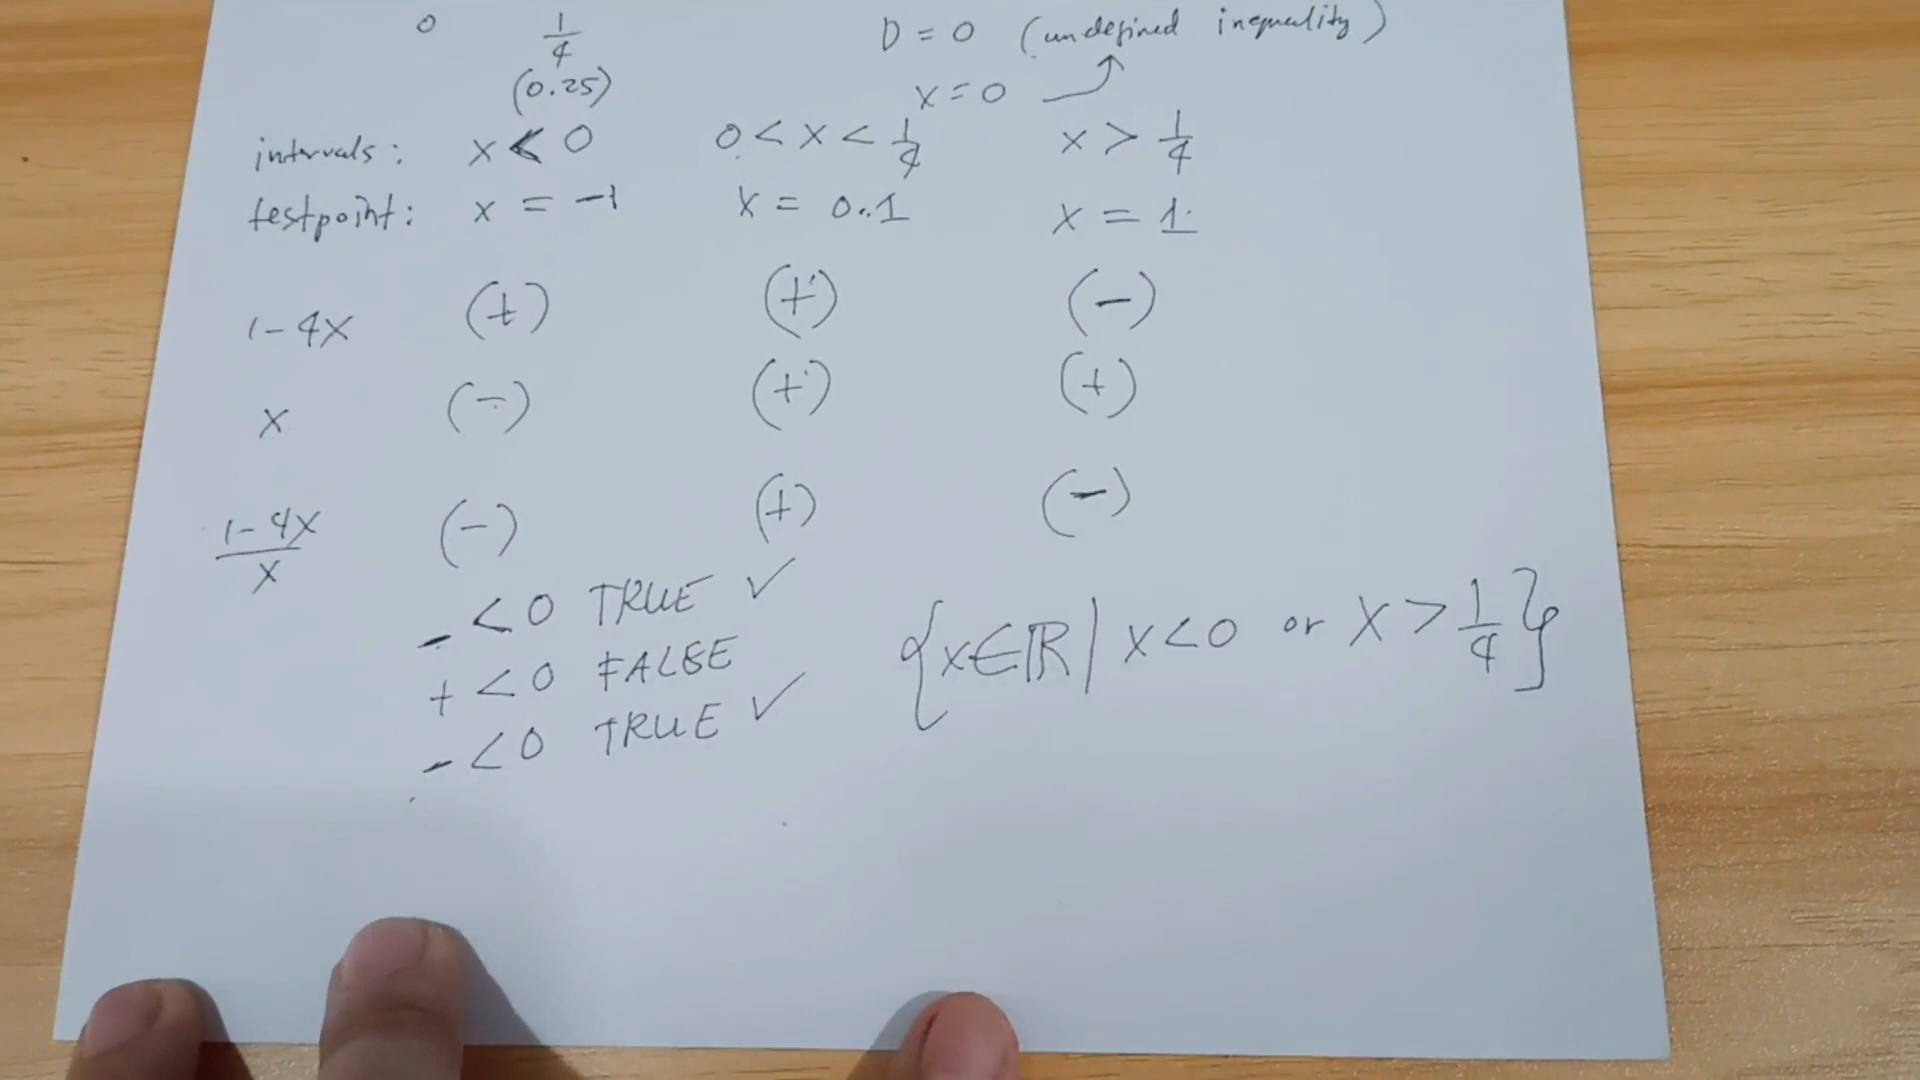 0 1/4 D = 0 (undefined inequality)
(0.25) x = 0
intervals: x < 0 0 < x < 1/4 x > 1/4
testpoint: x = -1 x = 0.1 x = 1
1-4x (+) (+) (-)
x (-) (+) (+)
1-4x/x (-) (+) (-)
- < 0 TRUE ✓
+ < 0 FALSE
- < 0 TRUE ✓
{x∈ℝ | x<0 or x > 1/4}